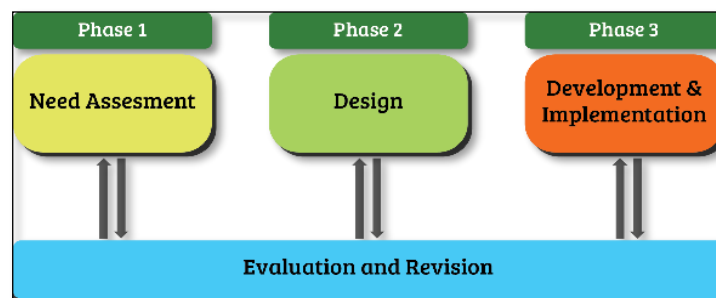 Phase 1
Phase 2
Phase 3
Need Assesment
Design
Development &
Implementation
Evaluation and Revision